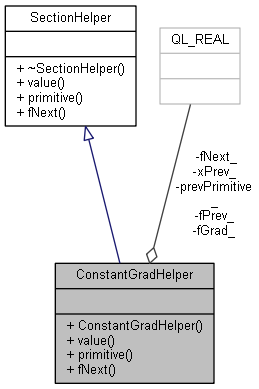 SectionHelper
+ ~SectionHelper()
+ value()
+ primitive()
+ fNext()
QL_REAL
-fNext_
-xPrev_
-prevPrimitive
_
-fPrev_
-fGrad_
ConstantGradHelper
+ ConstantGradHelper()
+ value()
+ primitive()
+ fNext()